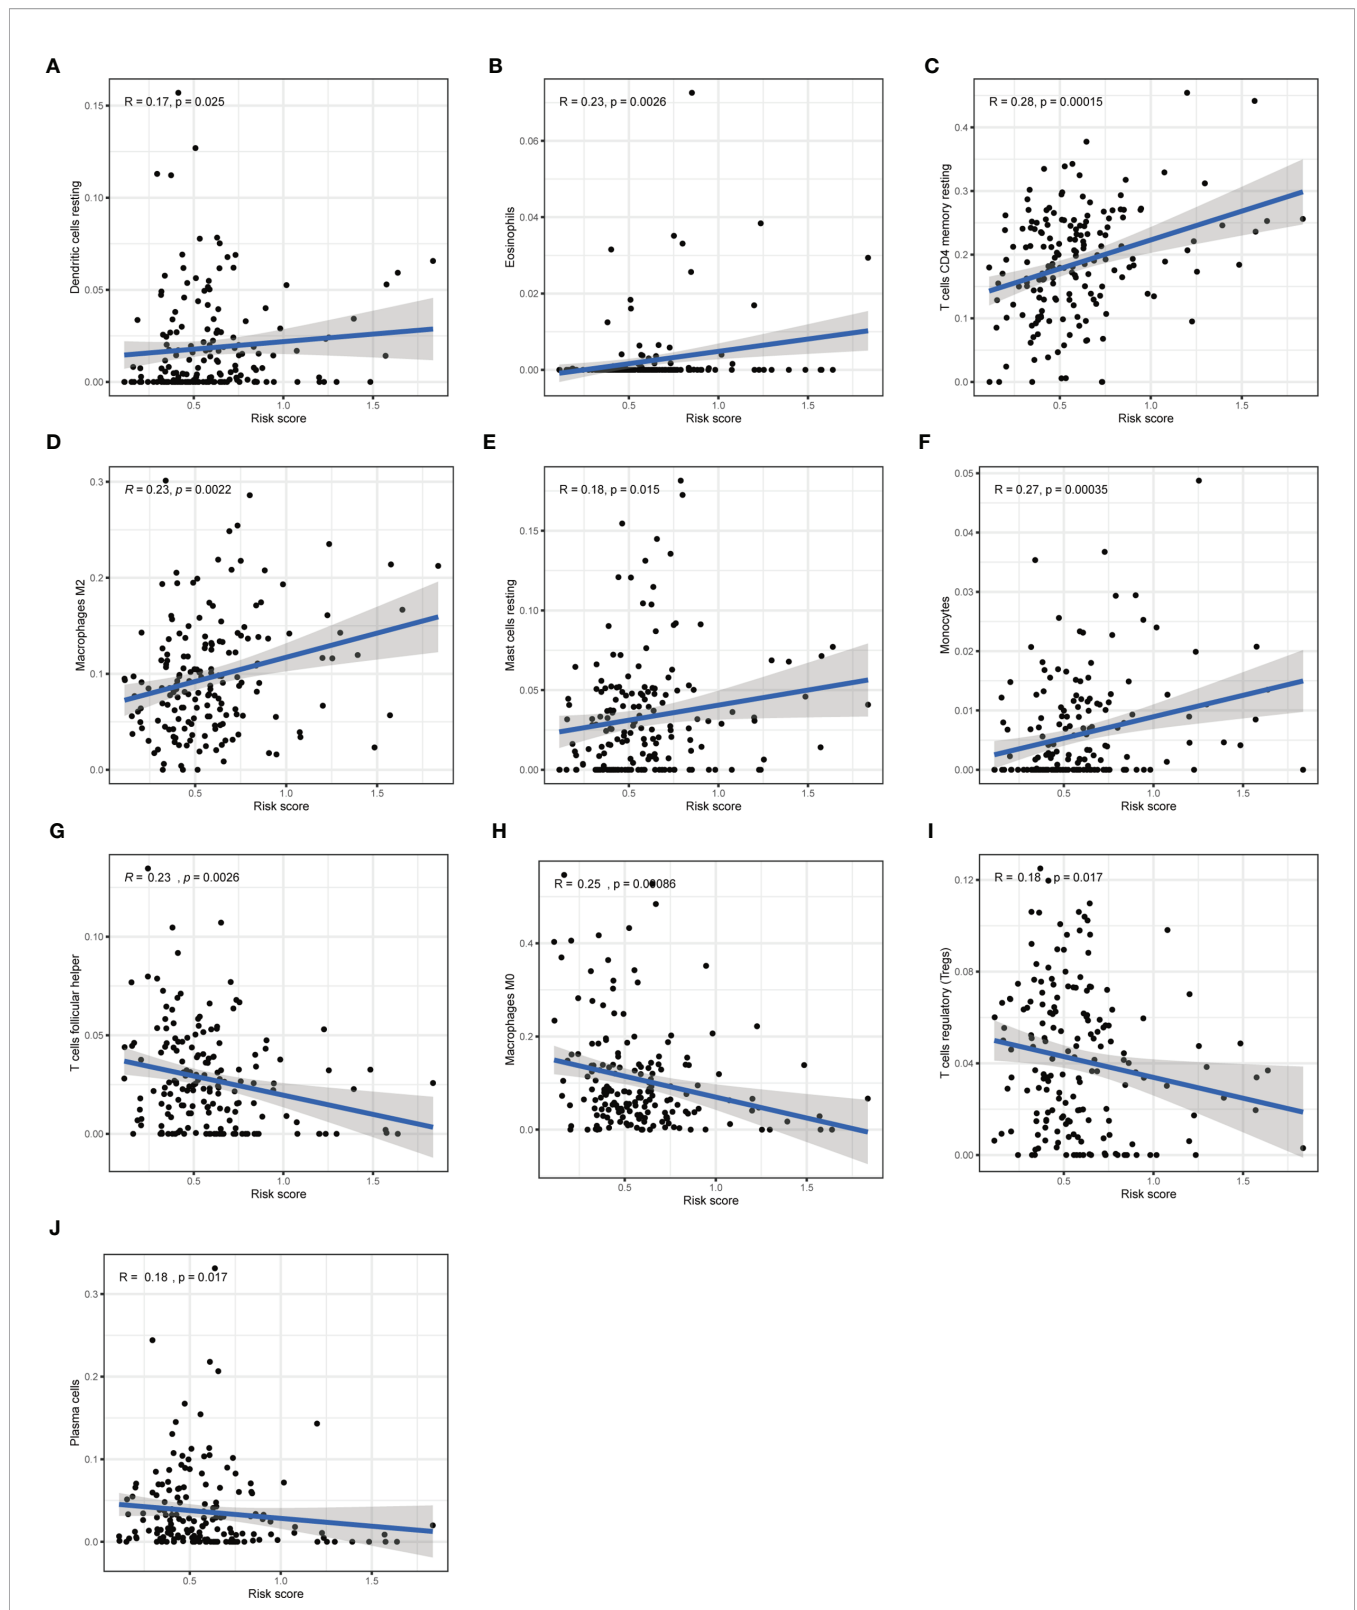 A
R = 0.17, p = 0.025
Dendritic cells resting
0.15
0.10
0.05
0.00
0.5 1.0 1.5
Risk score
B
R = 0.23, p = 0.0026
Eosinophils
0.06
0.04
0.02
0.00
0.5 1.0 1.5
Risk score
C
R = 0.28, p = 0.00015
T cells CD4 memory resting
0.4
0.3
0.2
0.1
0.0
0.5 1.0 1.5
Risk score
D
R = 0.23, p = 0.0022
Macrophages M2
0.3
0.2
0.1
0.0
0.5 1.0 1.5
Risk score
E
R = 0.18, p = 0.015
Mast cells resting
0.15
0.10
0.05
0.00
0.5 1.0 1.5
Risk score
F
R = 0.27, p = 0.00035
Monocytes
0.05
0.04
0.03
0.02
0.01
0.00
0.5 1.0 1.5
Risk score
G
R = 0.23 , p = 0.0026
T cells follicular helper
0.10
0.05
0.00
0.5 1.0 1.5
Risk score
H
R = 0.25 , p = 0.00086
Macrophages M0
0.4
0.2
0.0
0.5 1.0 1.5
Risk score
I
R = 0.18 , p = 0.017
T cells regulatory (Tregs)
0.12
0.08
0.04
0.00
0.5 1.0 1.5
Risk score
J
R = 0.18 , p = 0.017
Plasma cells
0.3
0.2
0.1
0.0
0.5 1.0 1.5
Risk score